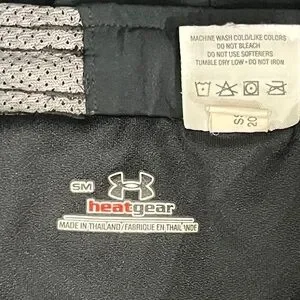 MACHINE WASH COLD/LIKE COLORS
DO NOT BLEACH
DO NOT USE SOFTENERS
TUMBLE DRY LOW • DO NOT IRON
SM
heatgear
MADE IN THAILAND/FABRIQUE EN THAILANDE